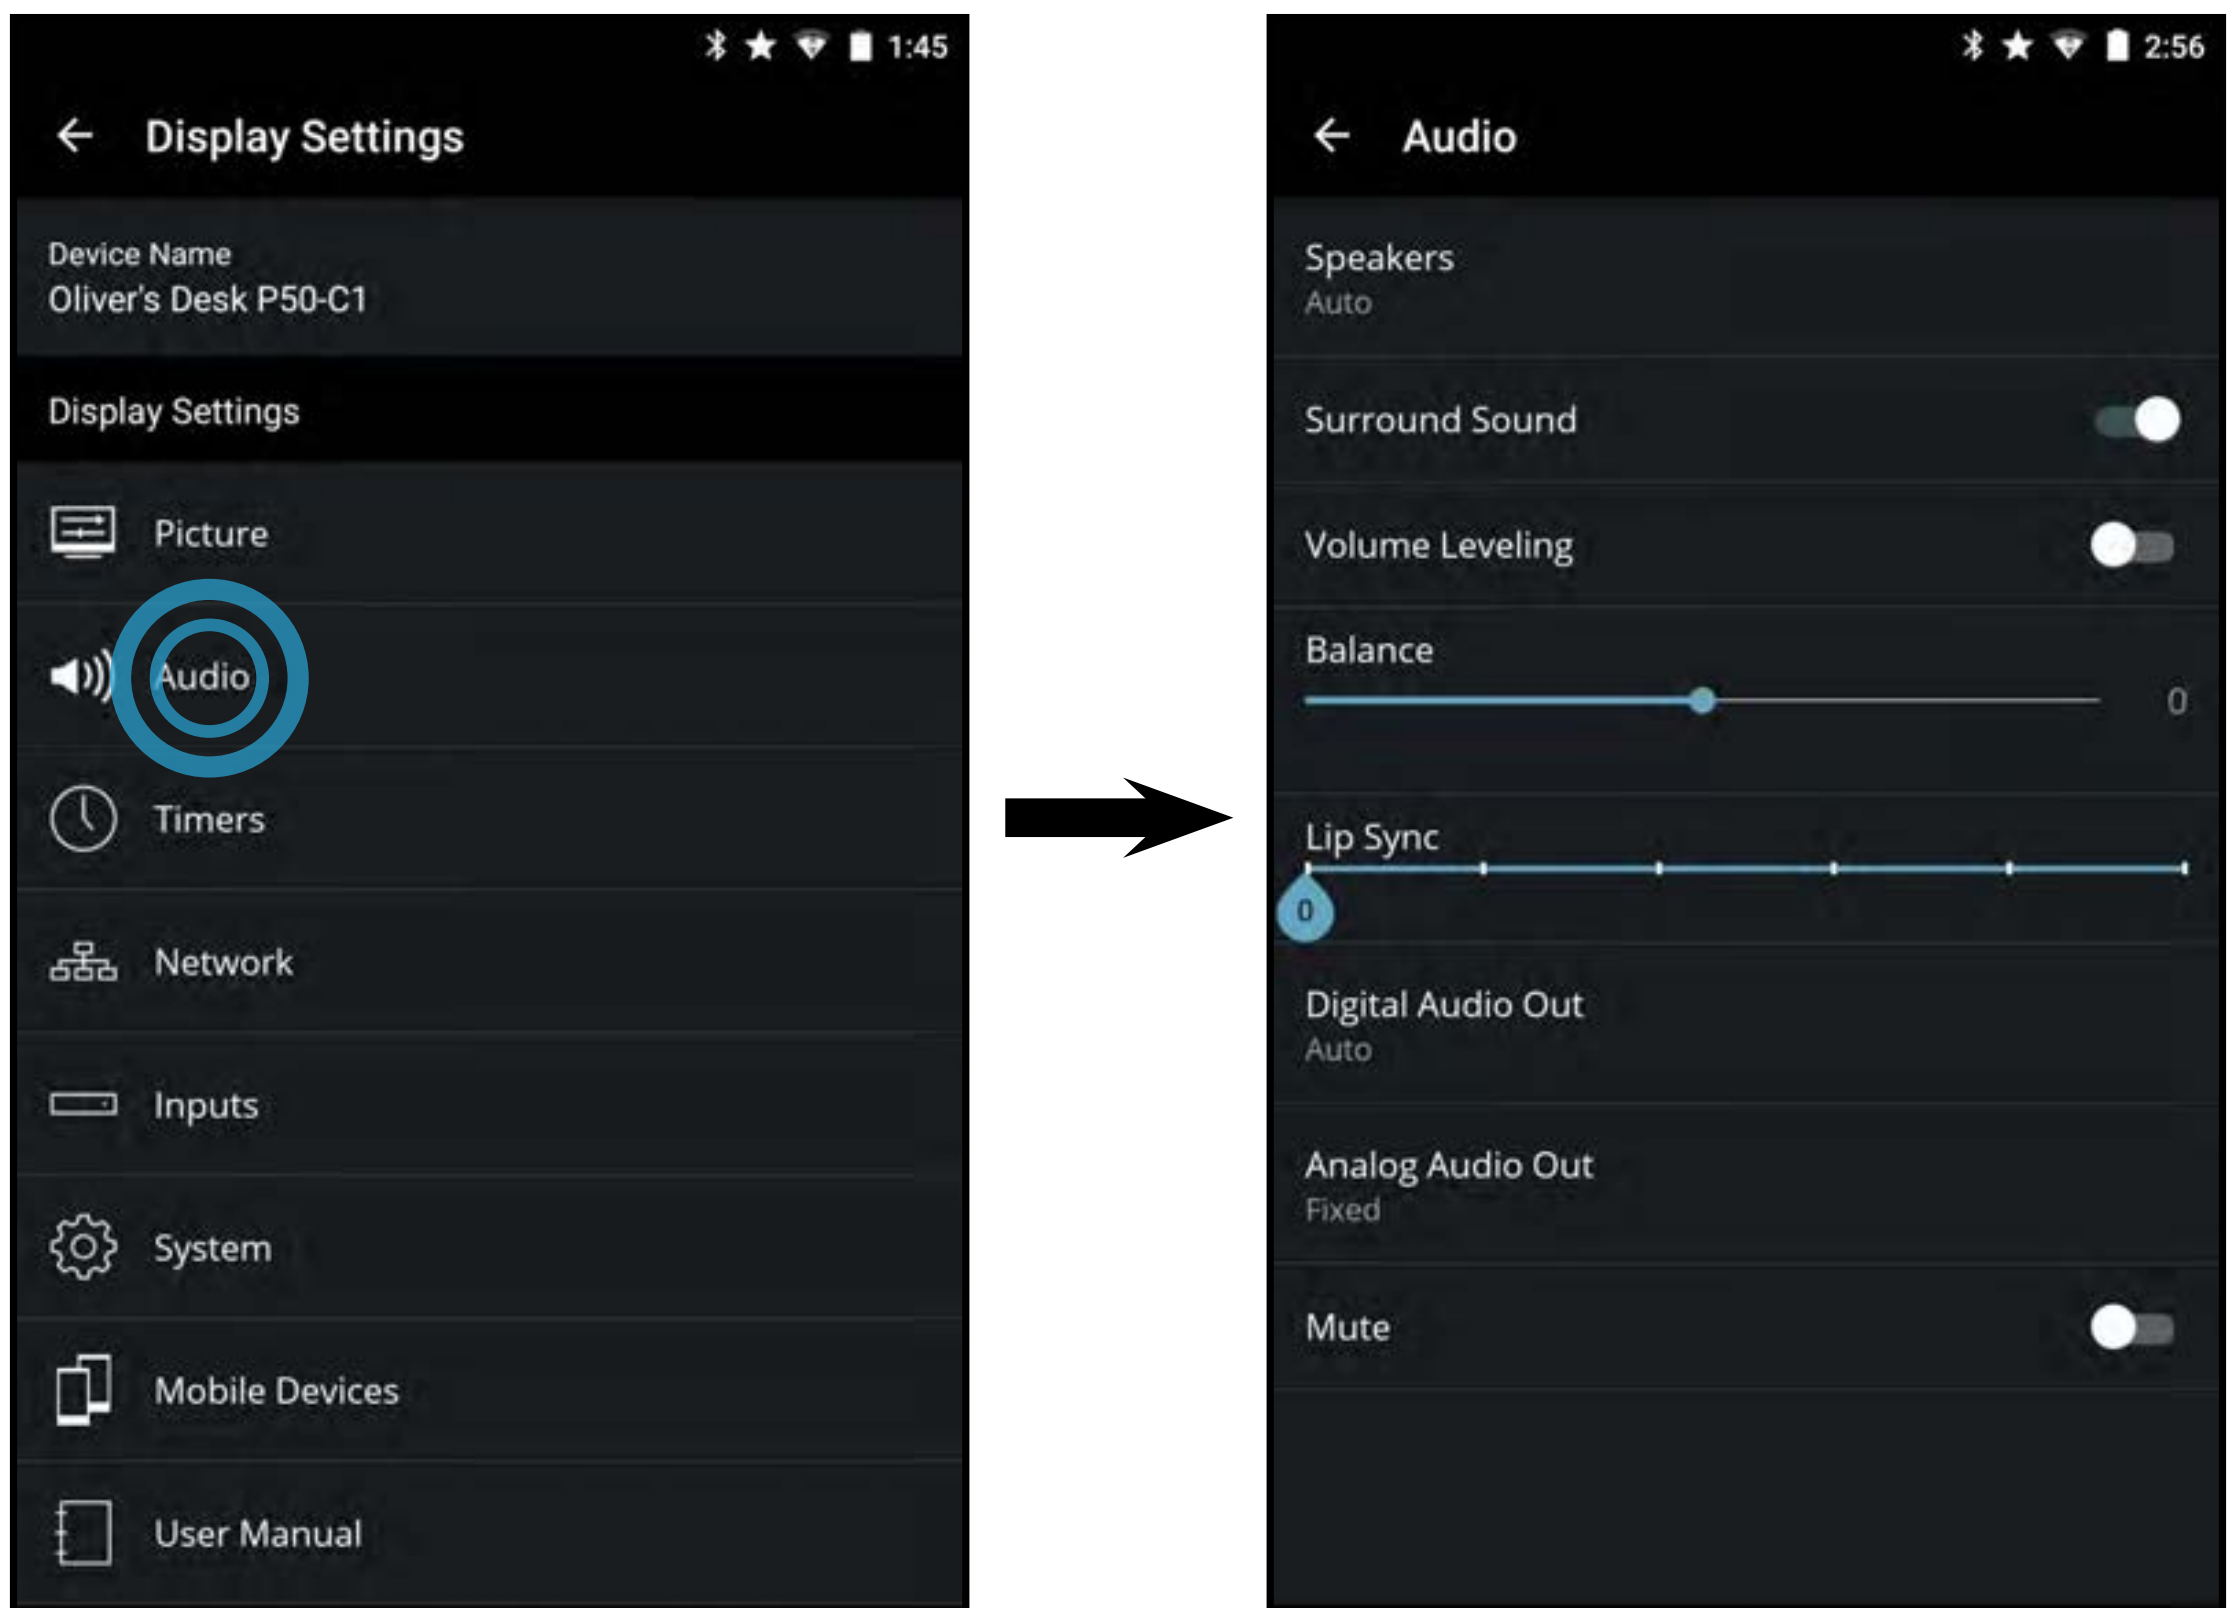 1:45
Display Settings
Device Name
Oliver's Desk P50-C1
Display Settings
Picture
Audio
Timers
Network
Inputs
System
Mobile Devices
User Manual
2:56
Audio
Speakers
Auto
Surround Sound
Volume Leveling
Balance
0
Lip Sync
0
Digital Audio Out
Auto
Analog Audio Out
Fixed
Mute